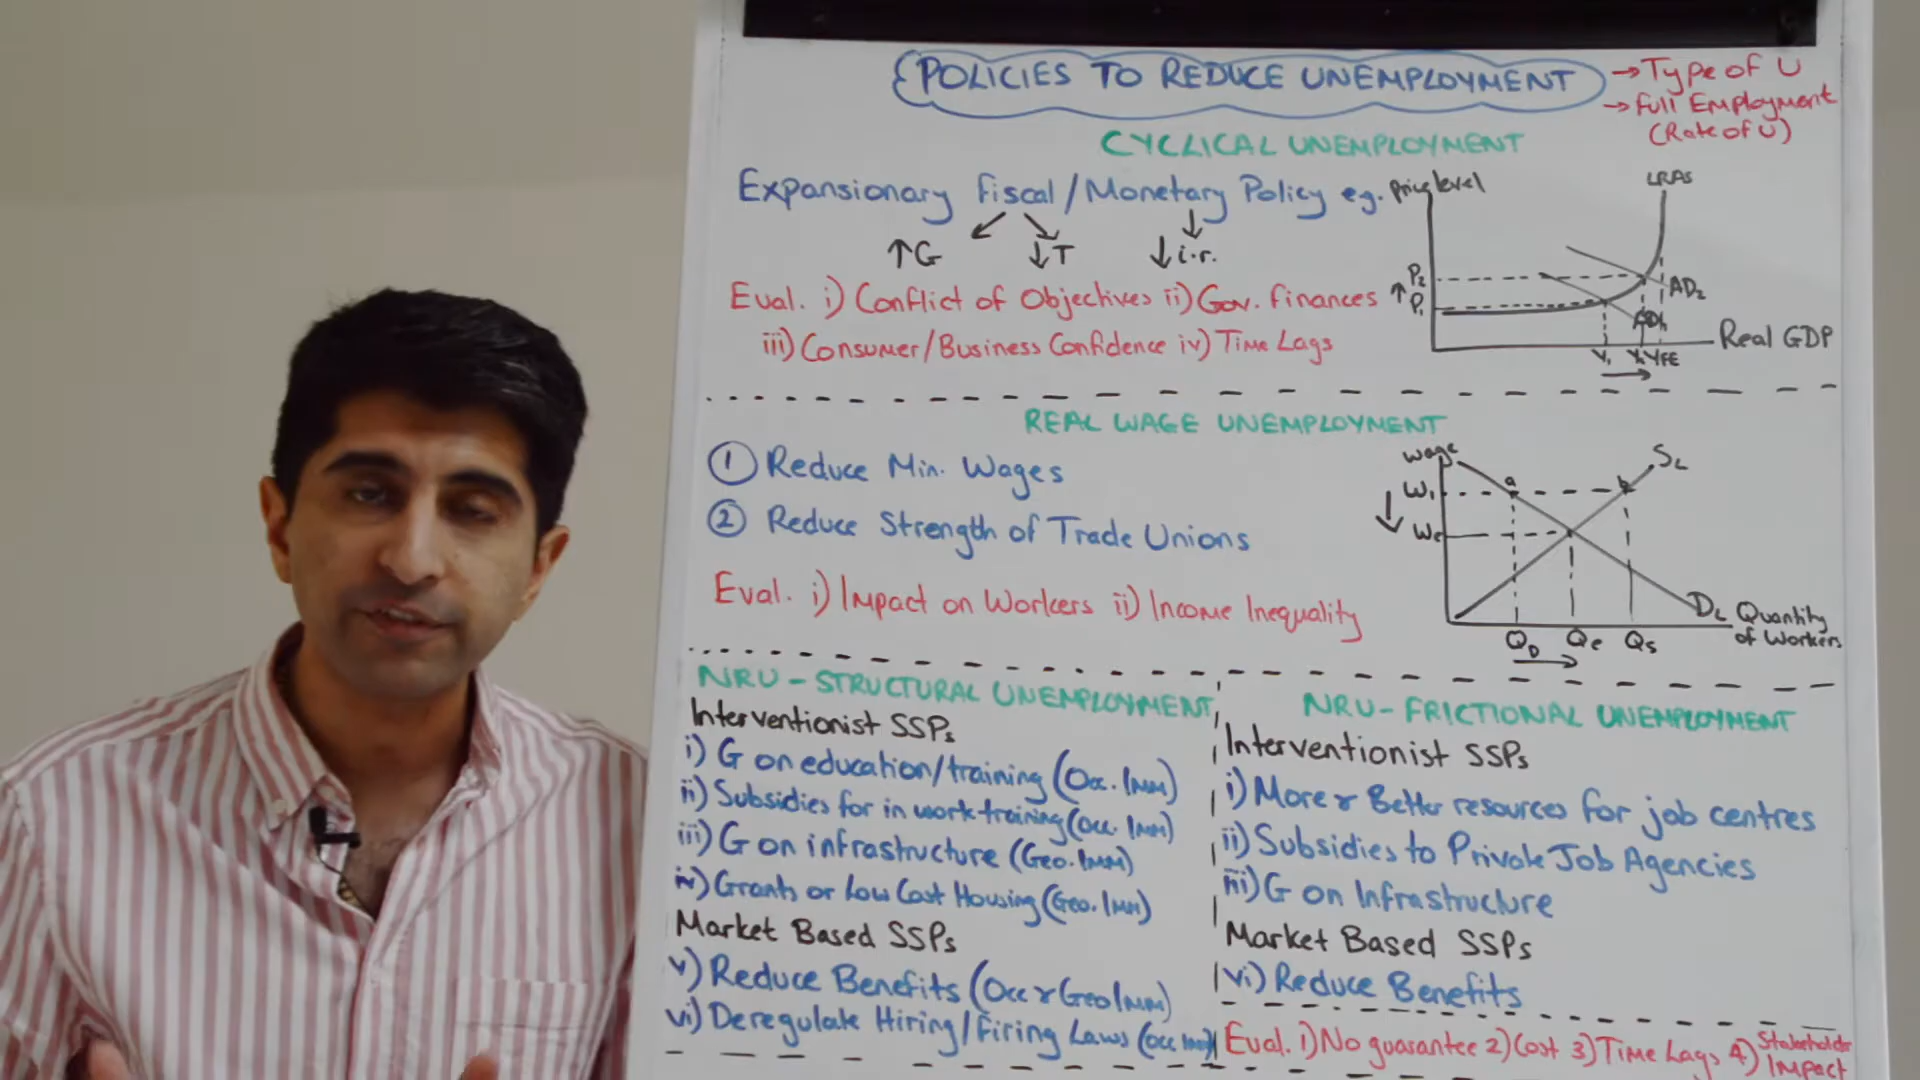 POLICIES TO REDUCE UNEMPLOYMENT
→ Type of U
→ Full Employment
(Rate of U)
CYCLICAL UNEMPLOYMENT
Expansionary Fiscal/Monetary Policy eg.
↑G ↓T ↓i.r.
Eval. i) Conflict of Objectives ii) Gov. Finances
iii) Consumer/Business Confidence iv) Time Lags
Price level
LRAS
P2
↑ P1
AD2
AD1
Real GDP
Y1 Y2 YFE
REAL WAGE UNEMPLOYMENT
1 Reduce Min. Wages
2 Reduce Strength of Trade Unions
Eval. i) Impact on Workers ii) Income Inequality
Wage
SL
W1 a b
We
DL Quantity
of Workers
QD Qe Qs
NRU - STRUCTURAL UNEMPLOYMENT
Interventionist SSPs
i) G on education/training (Occ. Imm)
ii) Subsidies for in work training (Occ. Imm)
iii) G on infrastructure (Geo. Imm)
iv) Grants or Low Cost Housing (Geo. Imm)
Market Based SSPs
v) Reduce Benefits (Occ & Geo Imm)
vi) Deregulate Hiring/Firing Laws (Occ Imm)
NRU - FRICTIONAL UNEMPLOYMENT
Interventionist SSPs
i) More & Better resources for job centres
ii) Subsidies to Private Job Agencies
iii) G on Infrastructure
Market Based SSPs
vi) Reduce Benefits
Eval. 1) No guarantee 2) Cost 3) Time Lags 4) Stakeholder
Impact